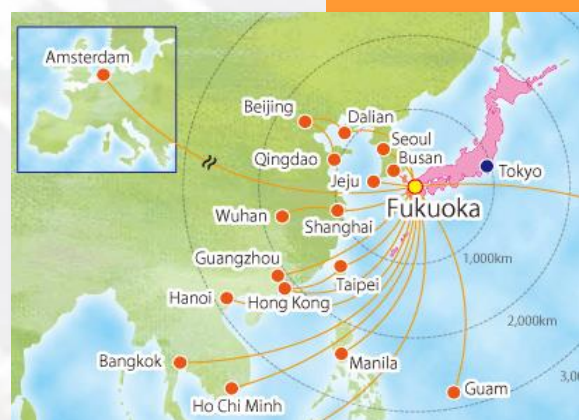 Amsterdam
Beijing
Dalian
Seoul
Qingdao
Busan
Jeju
Tokyo
Fukuoka
Wuhan
Shanghai
Guangzhou
1,000km
Taipei
Hanoi
Hong Kong
2,000km
Bangkok
Manila
Guam
Ho Chi Minh